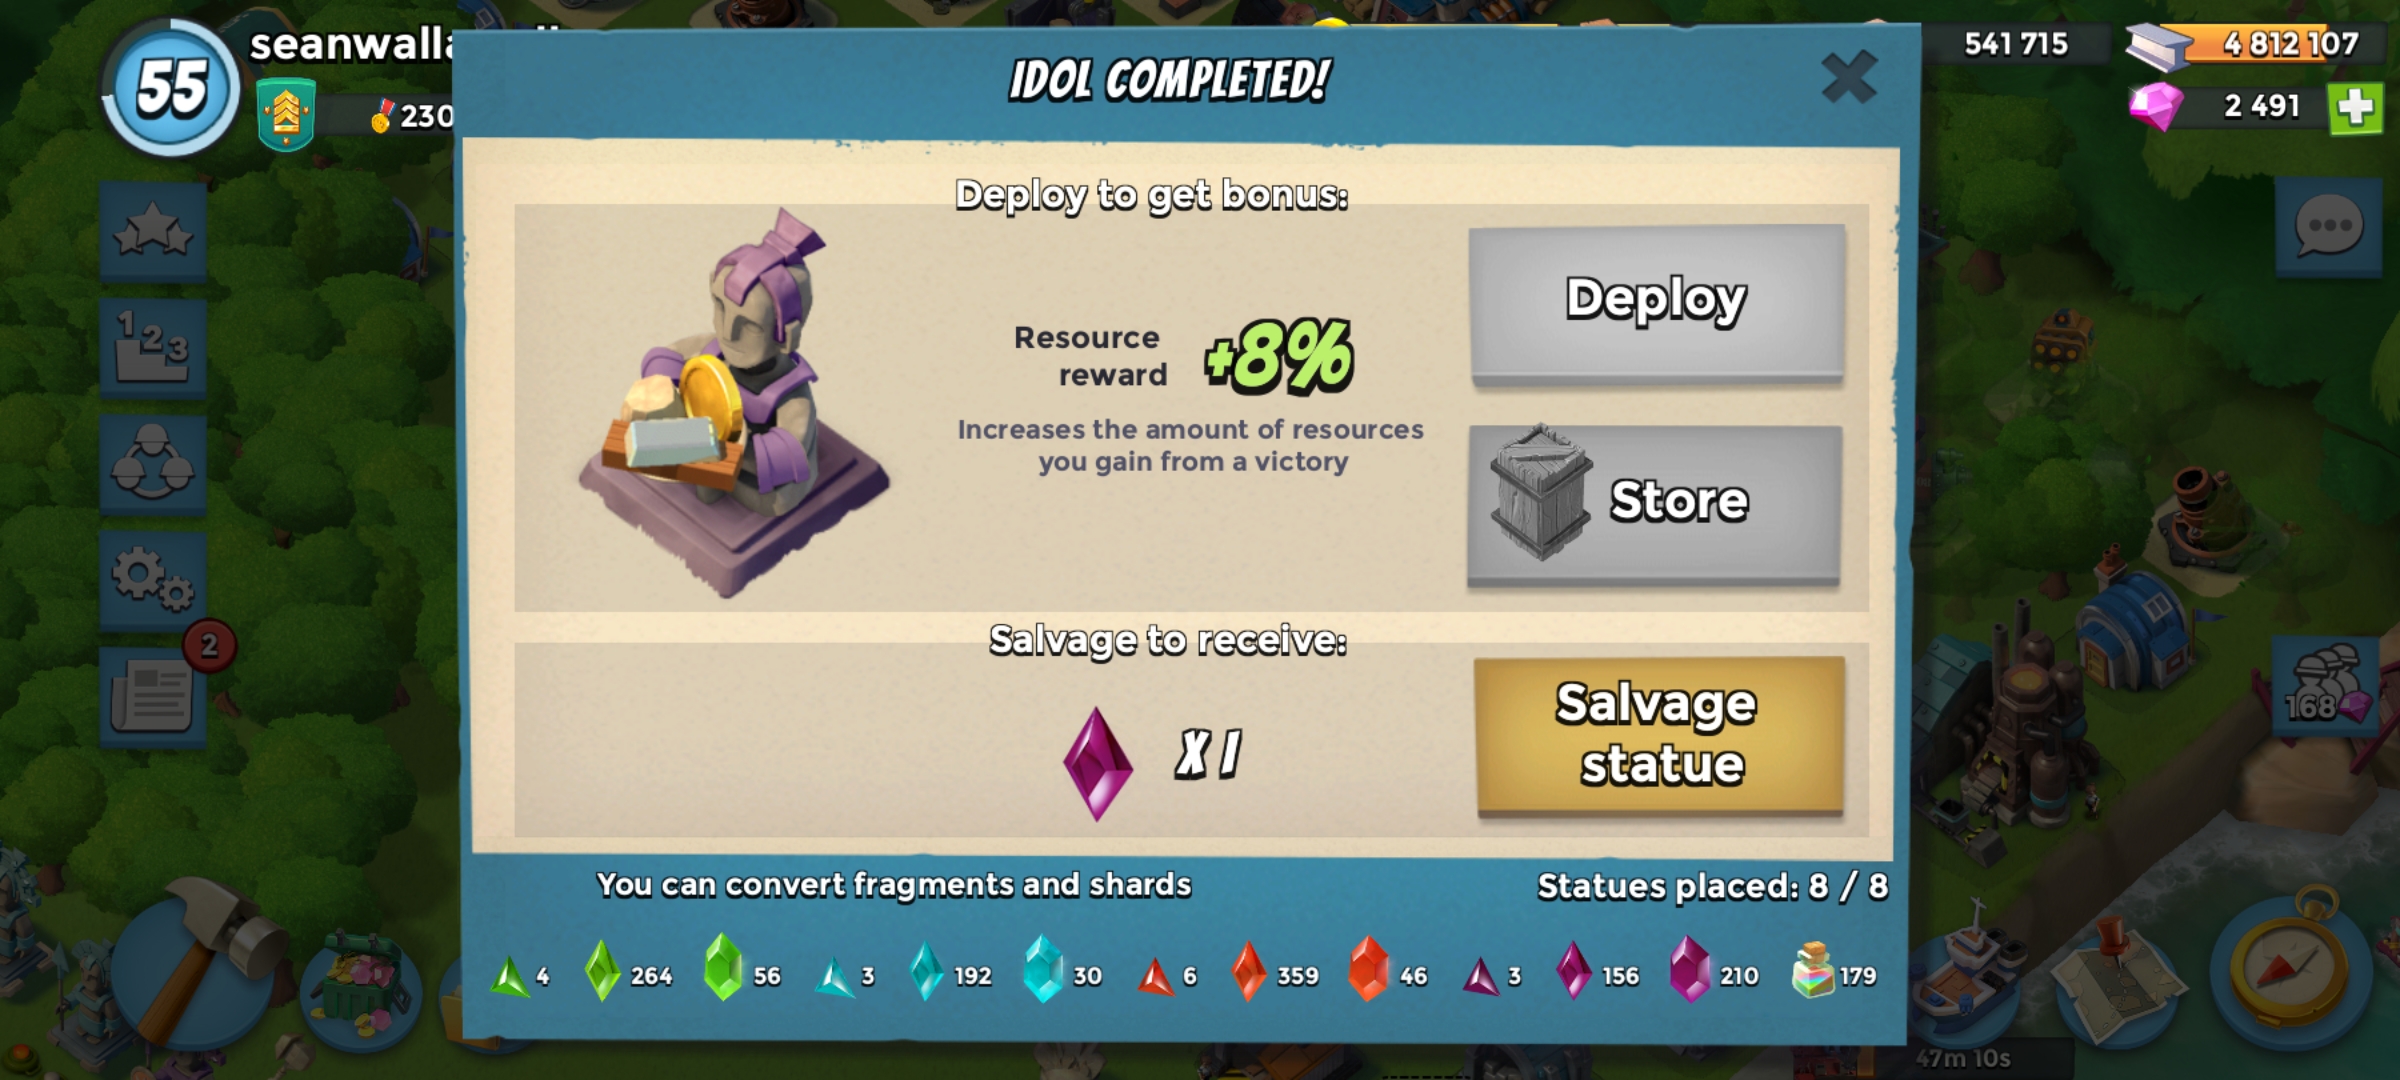 55
230
IDOL COMPLETED!
541 715
4 812 107
2 491
Deploy to get bonus:
Resource
reward
+8%
Increases the amount of resources
you gain from a victory
Deploy
Store
1 2 3
2
Salvage to receive:
X 1
Salvage
statue
168
You can convert fragments and shards
Statues placed: 8 / 8
4 264 56 3 192 30 6 359 46 3 156 210 179
47m 10s